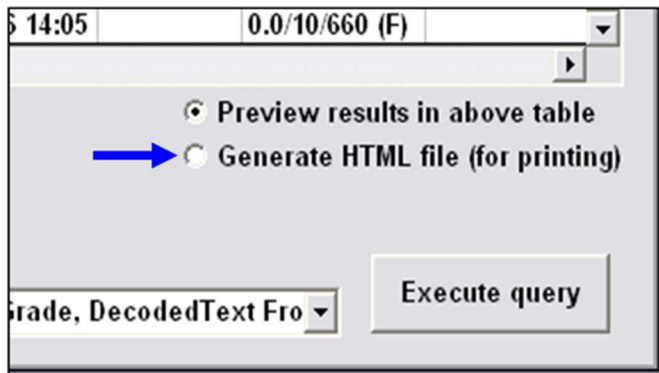 14:05 0.0/10/660 (F)
Preview results in above table
Generate HTML file (for printing)
Execute query
DecodedText Fro